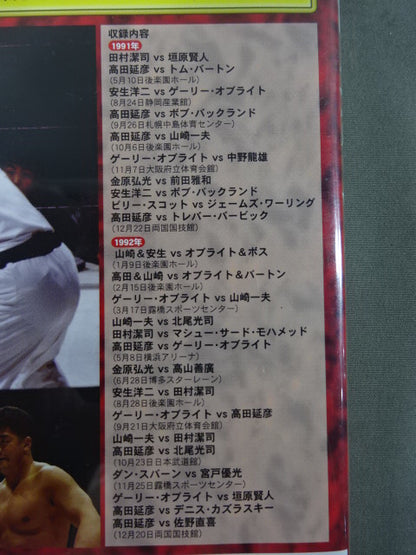 収録内容
1991年
田村潔司 vs 垣原賢人
高田延彦 vs トム・バートン
(5月10日後楽園ホール)
安生洋二 vs ゲーリー・オブライト
(8月24日静岡産業館)
高田延彦 vs ボブ・バックランド
(9月26日札幌中島体育センター)
高田延彦 vs 山崎一夫
(10月6日後楽園ホール)
ゲーリー・オブライト vs 中野龍雄
(11月7日大阪府立体育会館)
金原弘光 vs 前田雅和
安生洋二 vs ボブ・バックランド
ビリー・スコット vs ジェームズ・ワーリング
高田延彦 vs トレバー・バービック
(12月22日両国国技館)
1992年
山崎&安生 vs オブライト&ボス
(1月9日後楽園ホール)
高田&山崎 vs オブライト&バートン
(2月15日後楽園ホール)
ゲーリー・オブライト vs 山崎一夫
(3月17日露橋スポーツセンター)
山崎一夫 vs 北尾光司
田村潔司 vs マシュー・サード・モハメッド
高田延彦 vs ゲーリー・オブライト
(5月8日横浜アリーナ)
金原弘光 vs 高山善廣
(6月28日博多スターレーン)
安生洋二 vs 田村潔司
(8月28日後楽園ホール)
ゲーリー・オブライト vs 高田延彦
(9月21日大阪府立体育会館)
山崎一夫 vs 田村潔司
高田延彦 vs 北尾光司
(10月23日日本武道館)
ダン・スバーン vs 宮戸優光
(11月25日露橋スポーツセンター)
ゲーリー・オブライト vs 垣原賢人
高田延彦 vs デニス・カズラスキー
高田延彦 vs 佐野直喜
(12月20日両国国技館)